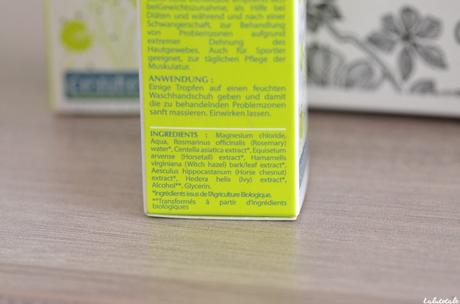 beiGewichtszunahme, als Hilfe bei
Diäten und während und nach einer
Schwangerschaft, zur Behandlung
von Problemzonen aufgrund
extremer Dehnung des
Hautgewebes. Auch für Sportler
geeignet, zur täglichen Pflege der
Muskulatur.
ANWENDUNG :
Einige Tropfen auf einen feuchten
Waschhandschuh geben und damit
die zu behandelnden Problemzonen
sanft massieren. Einwirken lassen.
INGREDIENTS : Magnesium chloride,
Aqua, Rosmarinus officinalis (Rosemary)
water*, Centella asiatica extract*, Equisetum
arvense (Horsetail) extract*, Hamamelis
virginiana (Witch hazel) bark/leaf extract*,
Aesculus hippocastanum (Horse chesnut)
extract*, Hedera helix (Ivy) extract*,
Alcohol**, Glycerin.
*Ingrédients issus de l'Agriculture Biologique.
**Transformés à partir d'ingrédients
biologiques